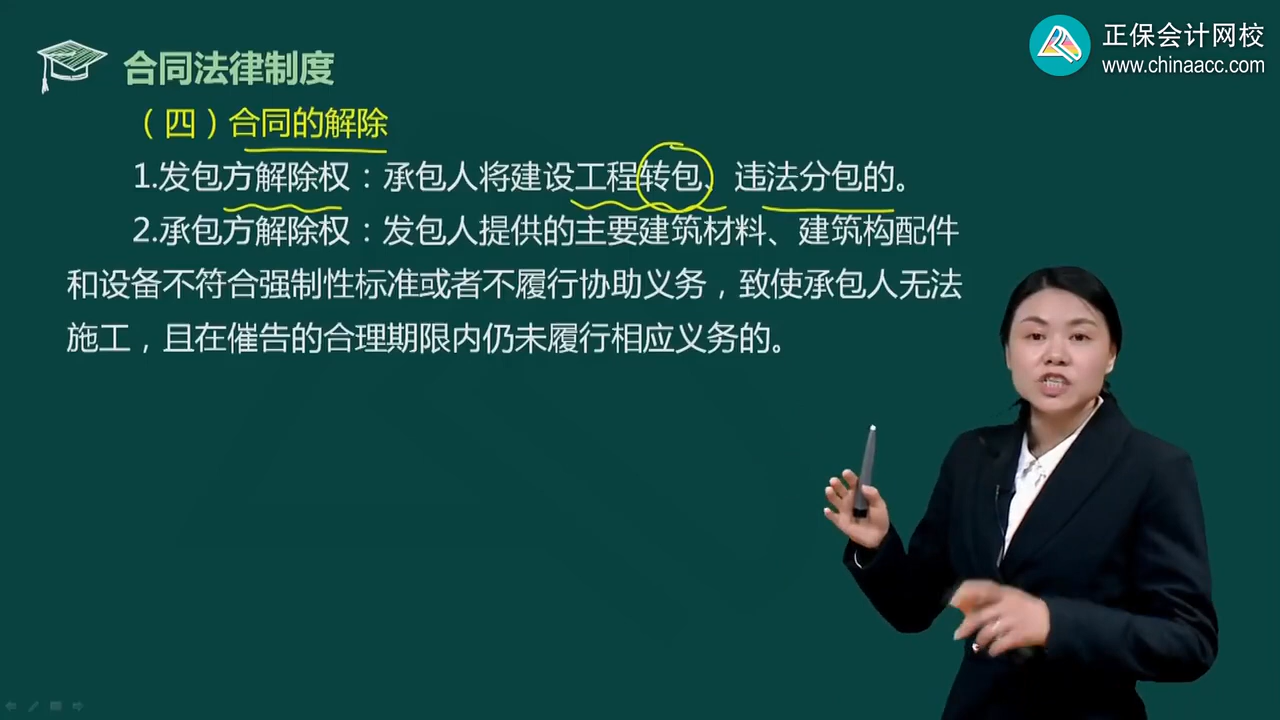 正保会计网校
www.chinaacc.com
合同法律制度
（四）合同的解除
1.发包方解除权：承包人将建设工程转包、违法分包的。
2.承包方解除权：发包人提供的主要建筑材料、建筑构配件
和设备不符合强制性标准或者不履行协助义务，致使承包人无法
施工，且在催告的合理期限内仍未履行相应义务的。